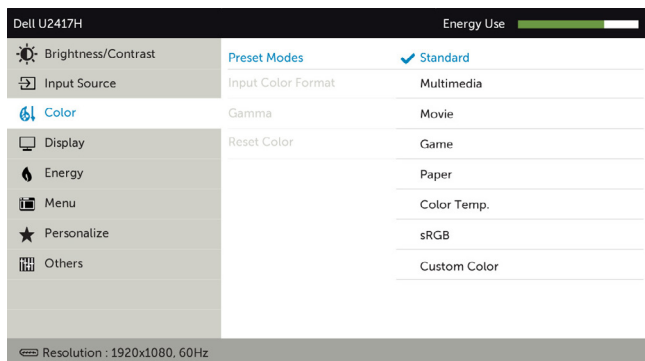 Dell U2417H
Energy Use
Brightness/Contrast
Preset Modes
Standard
Input Source
Input Color Format
Multimedia
Color
Gamma
Movie
Display
Reset Color
Game
Energy
Paper
Menu
Color Temp.
Personalize
sRGB
Others
Custom Color
Resolution : 1920x1080, 60Hz